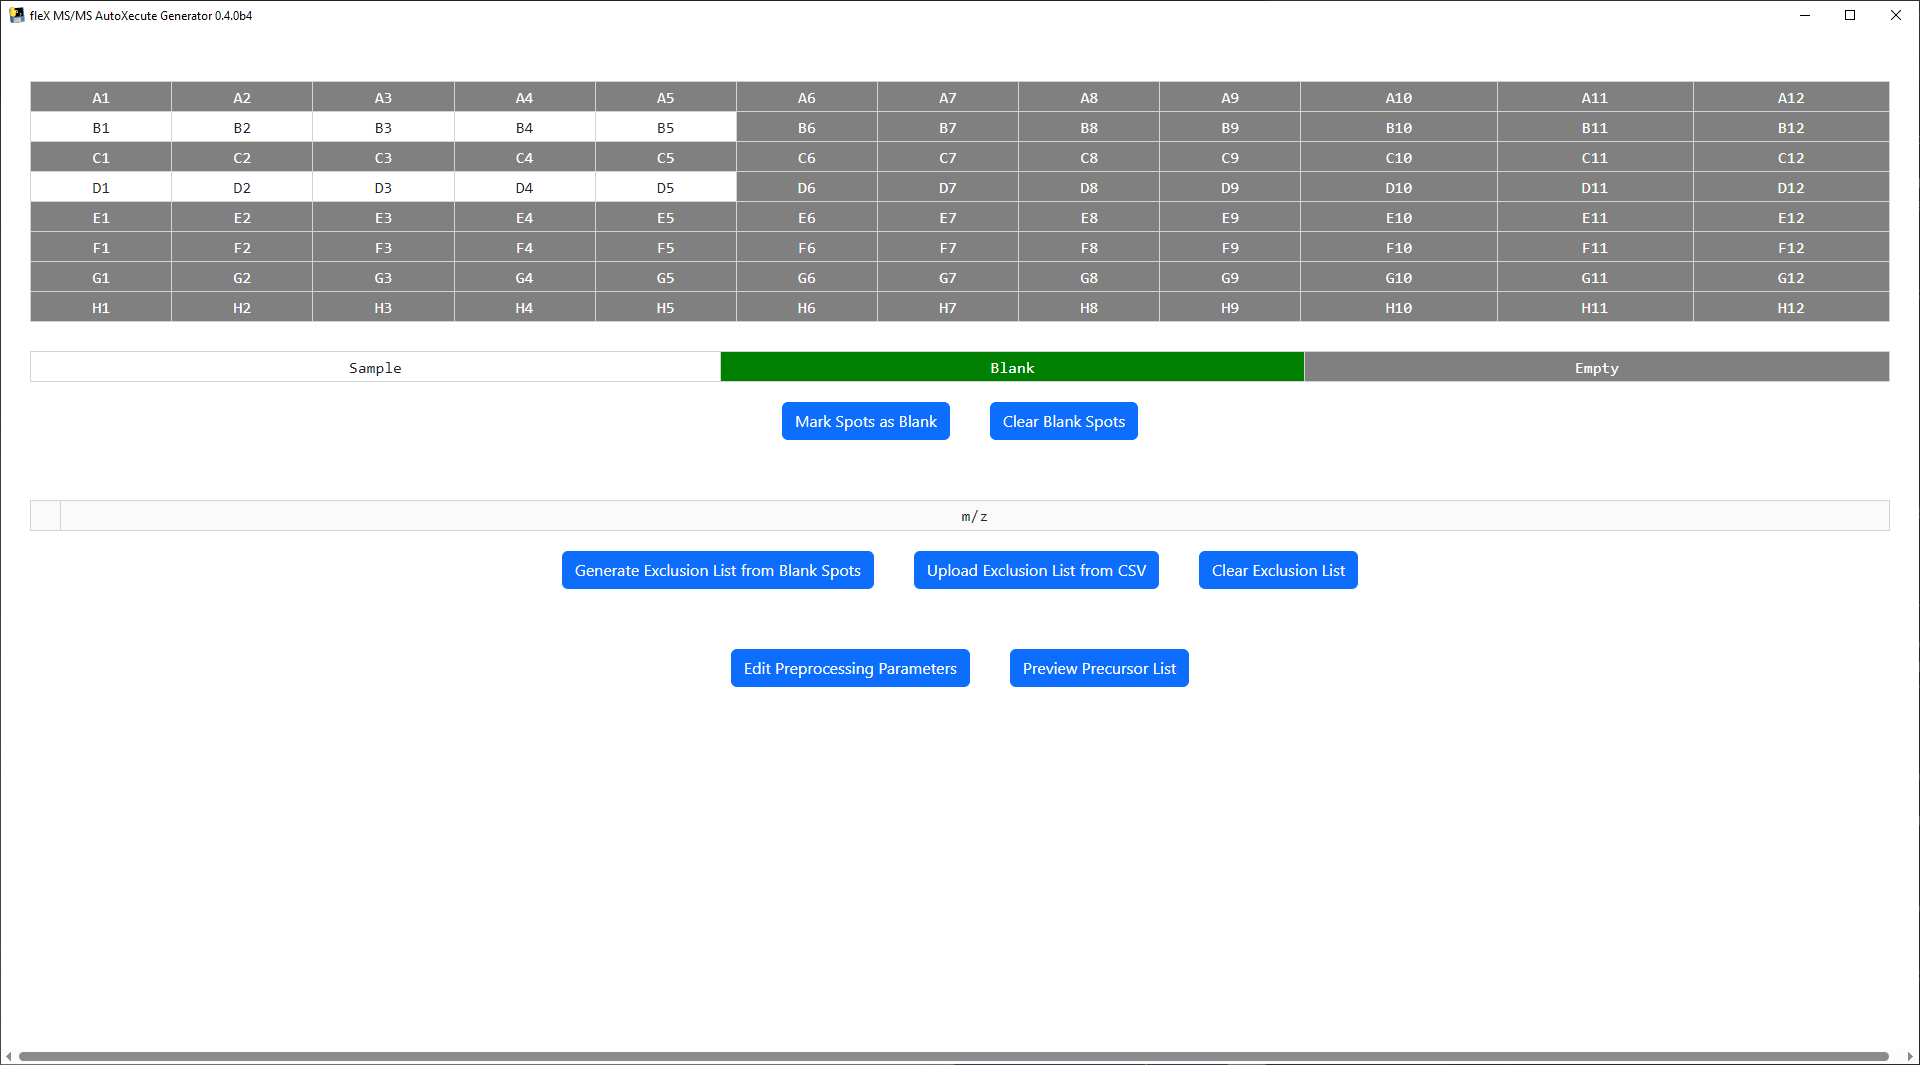 fleX MS/MS AutoXecute Generator 0.4.0b4
A1 A2 A3 A4 A5 A6 A7 A8 A9 A10 A11 A12
B1 B2 B3 B4 B5 B6 B7 B8 B9 B10 B11 B12
C1 C2 C3 C4 C5 C6 C7 C8 C9 C10 C11 C12
D1 D2 D3 D4 D5 D6 D7 D8 D9 D10 D11 D12
E1 E2 E3 E4 E5 E6 E7 E8 E9 E10 E11 E12
F1 F2 F3 F4 F5 F6 F7 F8 F9 F10 F11 F12
G1 G2 G3 G4 G5 G6 G7 G8 G9 G10 G11 G12
H1 H2 H3 H4 H5 H6 H7 H8 H9 H10 H11 H12
Sample Blank Empty
Mark Spots as Blank Clear Blank Spots
m/z
Generate Exclusion List from Blank Spots Upload Exclusion List from CSV Clear Exclusion List
Edit Preprocessing Parameters Preview Precursor List